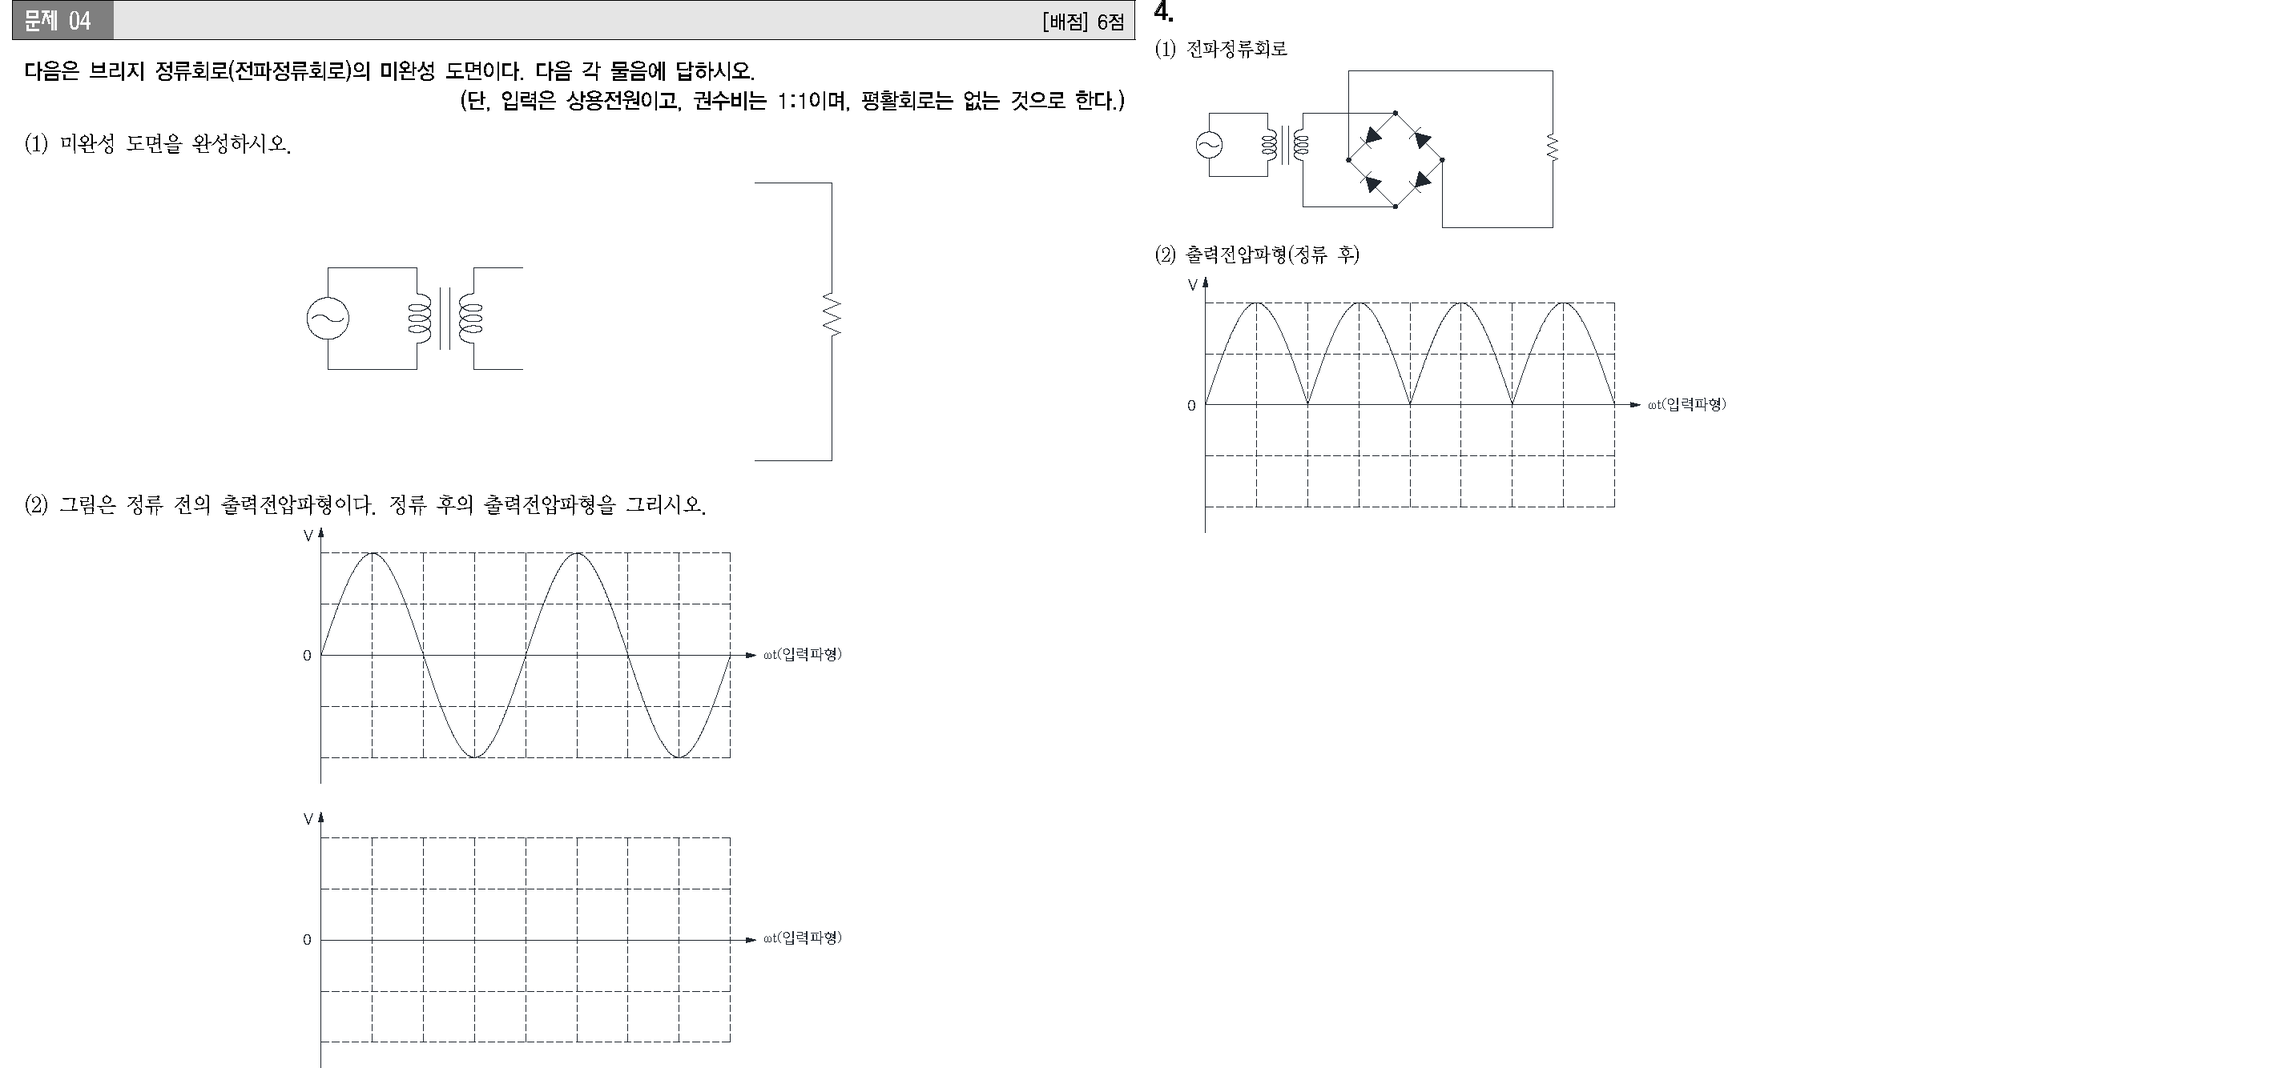 문제 04
[배점] 6점
다음은 브리지 정류회로(전파정류회로)의 미완성 도면이다. 다음 각 물음에 답하시오.
(단, 입력은 상용전원이고, 권수비는 1:1이며, 평활회로는 없는 것으로 한다.)
(1) 미완성 도면을 완성하시오.
(2) 그림은 정류 전의 출력전압파형이다. 정류 후의 출력전압파형을 그리시오.
V
0
ωt(입력파형)
V
0
ωt(입력파형)
4.
(1) 전파정류회로
(2) 출력전압파형(정류 후)
V
0
ωt(입력파형)